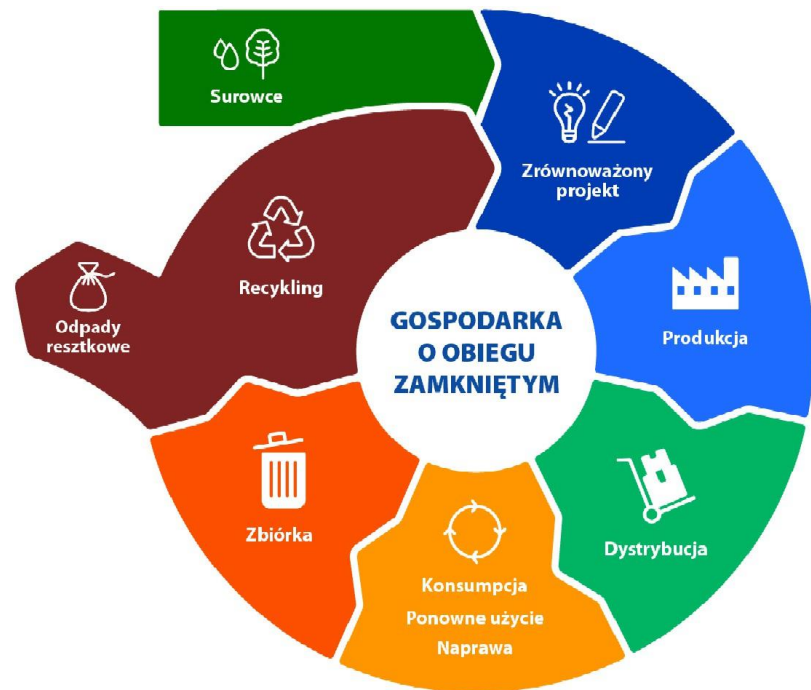 Surowce
Zrównoważony
projekt
Produkcja
Dystrybucja
Konsumpcja
Ponowne użycie
Naprawa
Zbiórka
Recykling
Odpady
resztkowe
GOSPODARKA
O OBIEGU
ZAMKNIĘTYM